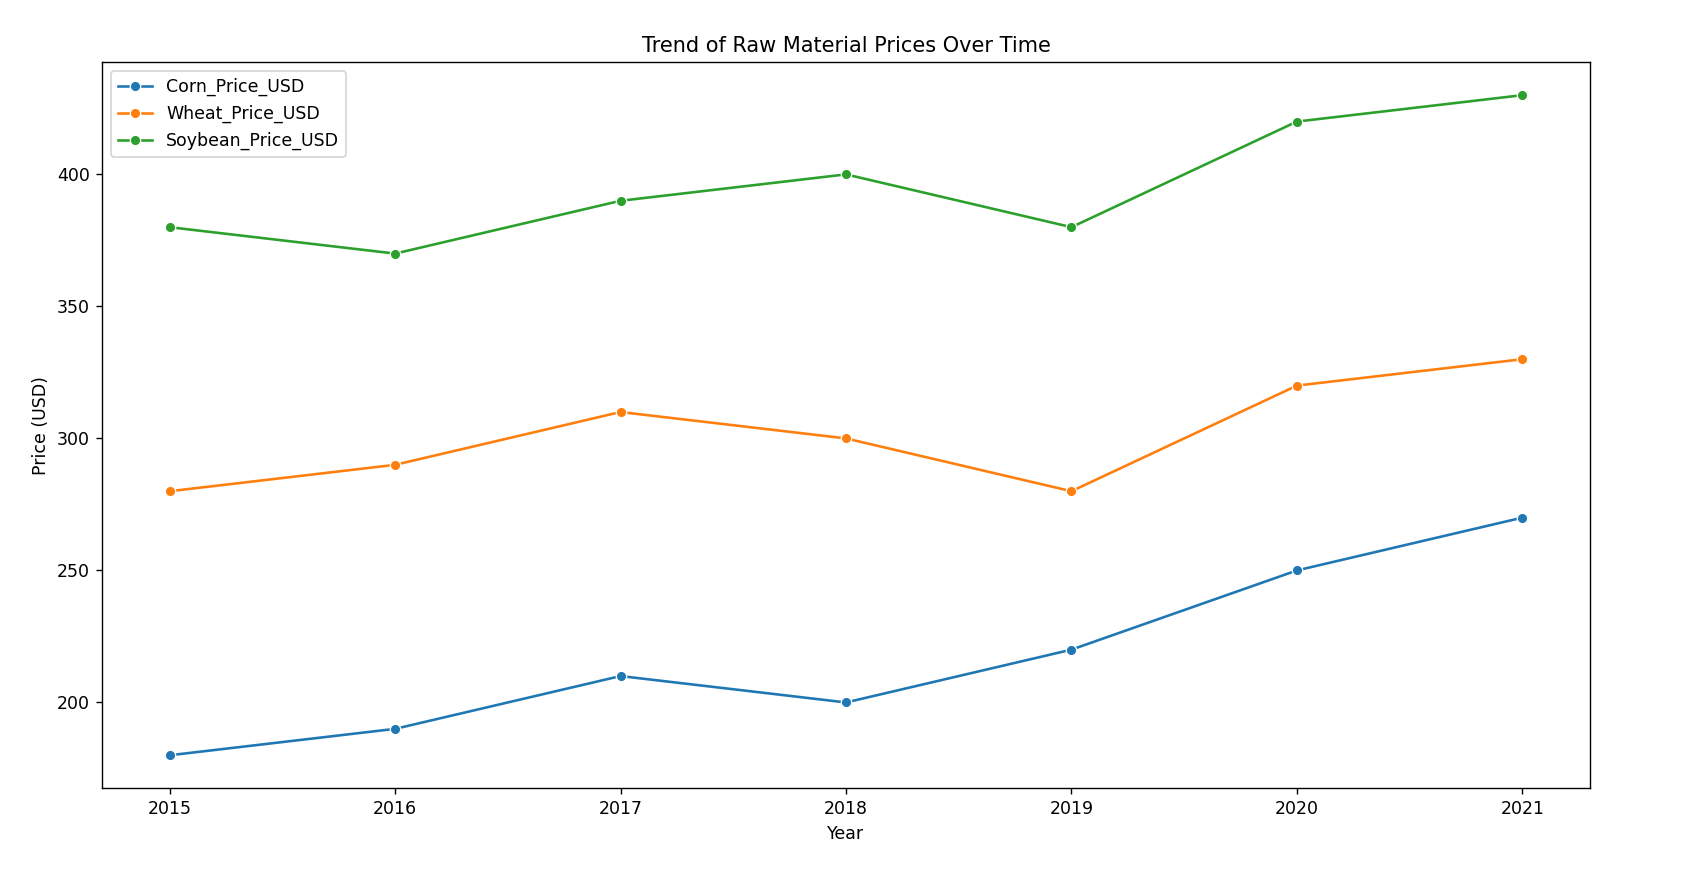 Trend of Raw Material Prices Over Time
Corn_Price_USD
Wheat_Price_USD
Soybean_Price_USD
Price (USD)
400
350
300
250
200
2015 2016 2017 2018 2019 2020 2021
Year